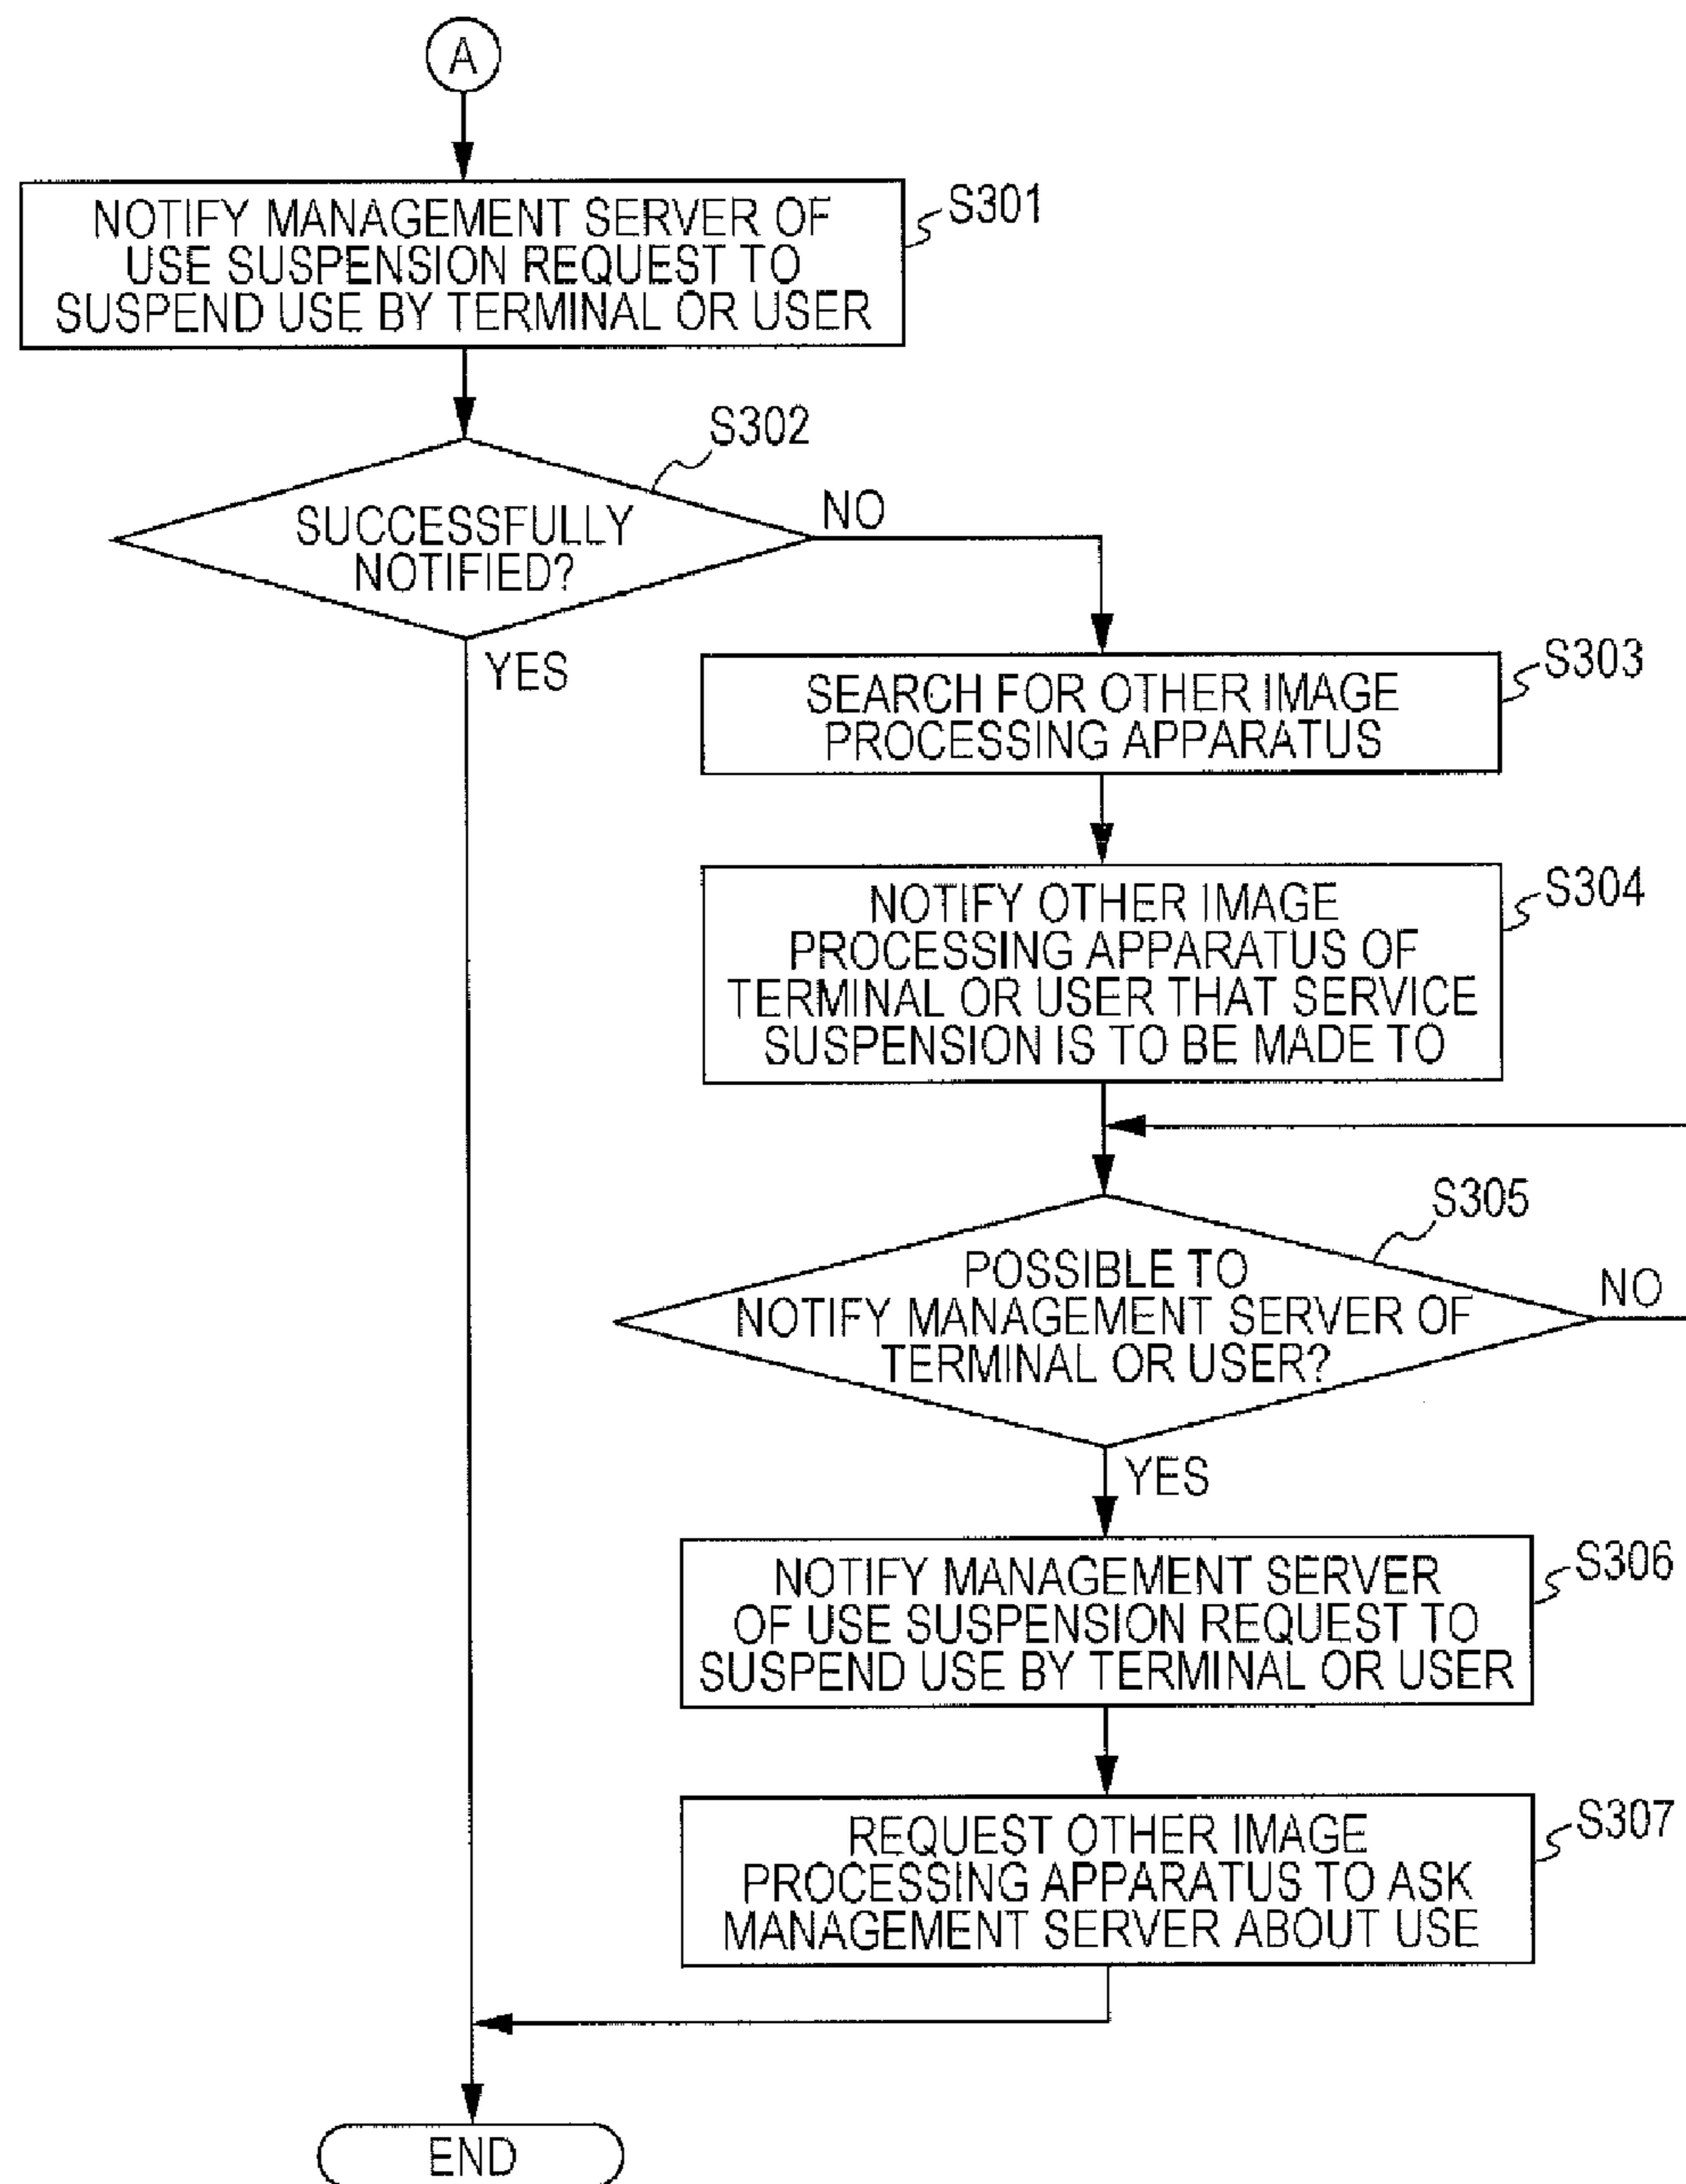 A
NOTIFY MANAGEMENT SERVER OF
USE SUSPENSION REQUEST TO
SUSPEND USE BY TERMINAL OR USER
S301
S302
SUCCESSFULLY
NOTIFIED?
NO
YES
SEARCH FOR OTHER IMAGE
PROCESSING APPARATUS
S303
NOTIFY OTHER IMAGE
PROCESSING APPARATUS OF
TERMINAL OR USER THAT SERVICE
SUSPENSION IS TO BE MADE TO
S304
S305
POSSIBLE TO
NOTIFY MANAGEMENT SERVER OF
TERMINAL OR USER?
NO
YES
NOTIFY MANAGEMENT SERVER
OF USE SUSPENSION REQUEST TO
SUSPEND USE BY TERMINAL OR USER
S306
REQUEST OTHER IMAGE
PROCESSING APPARATUS TO ASK
MANAGEMENT SERVER ABOUT USE
S307
END